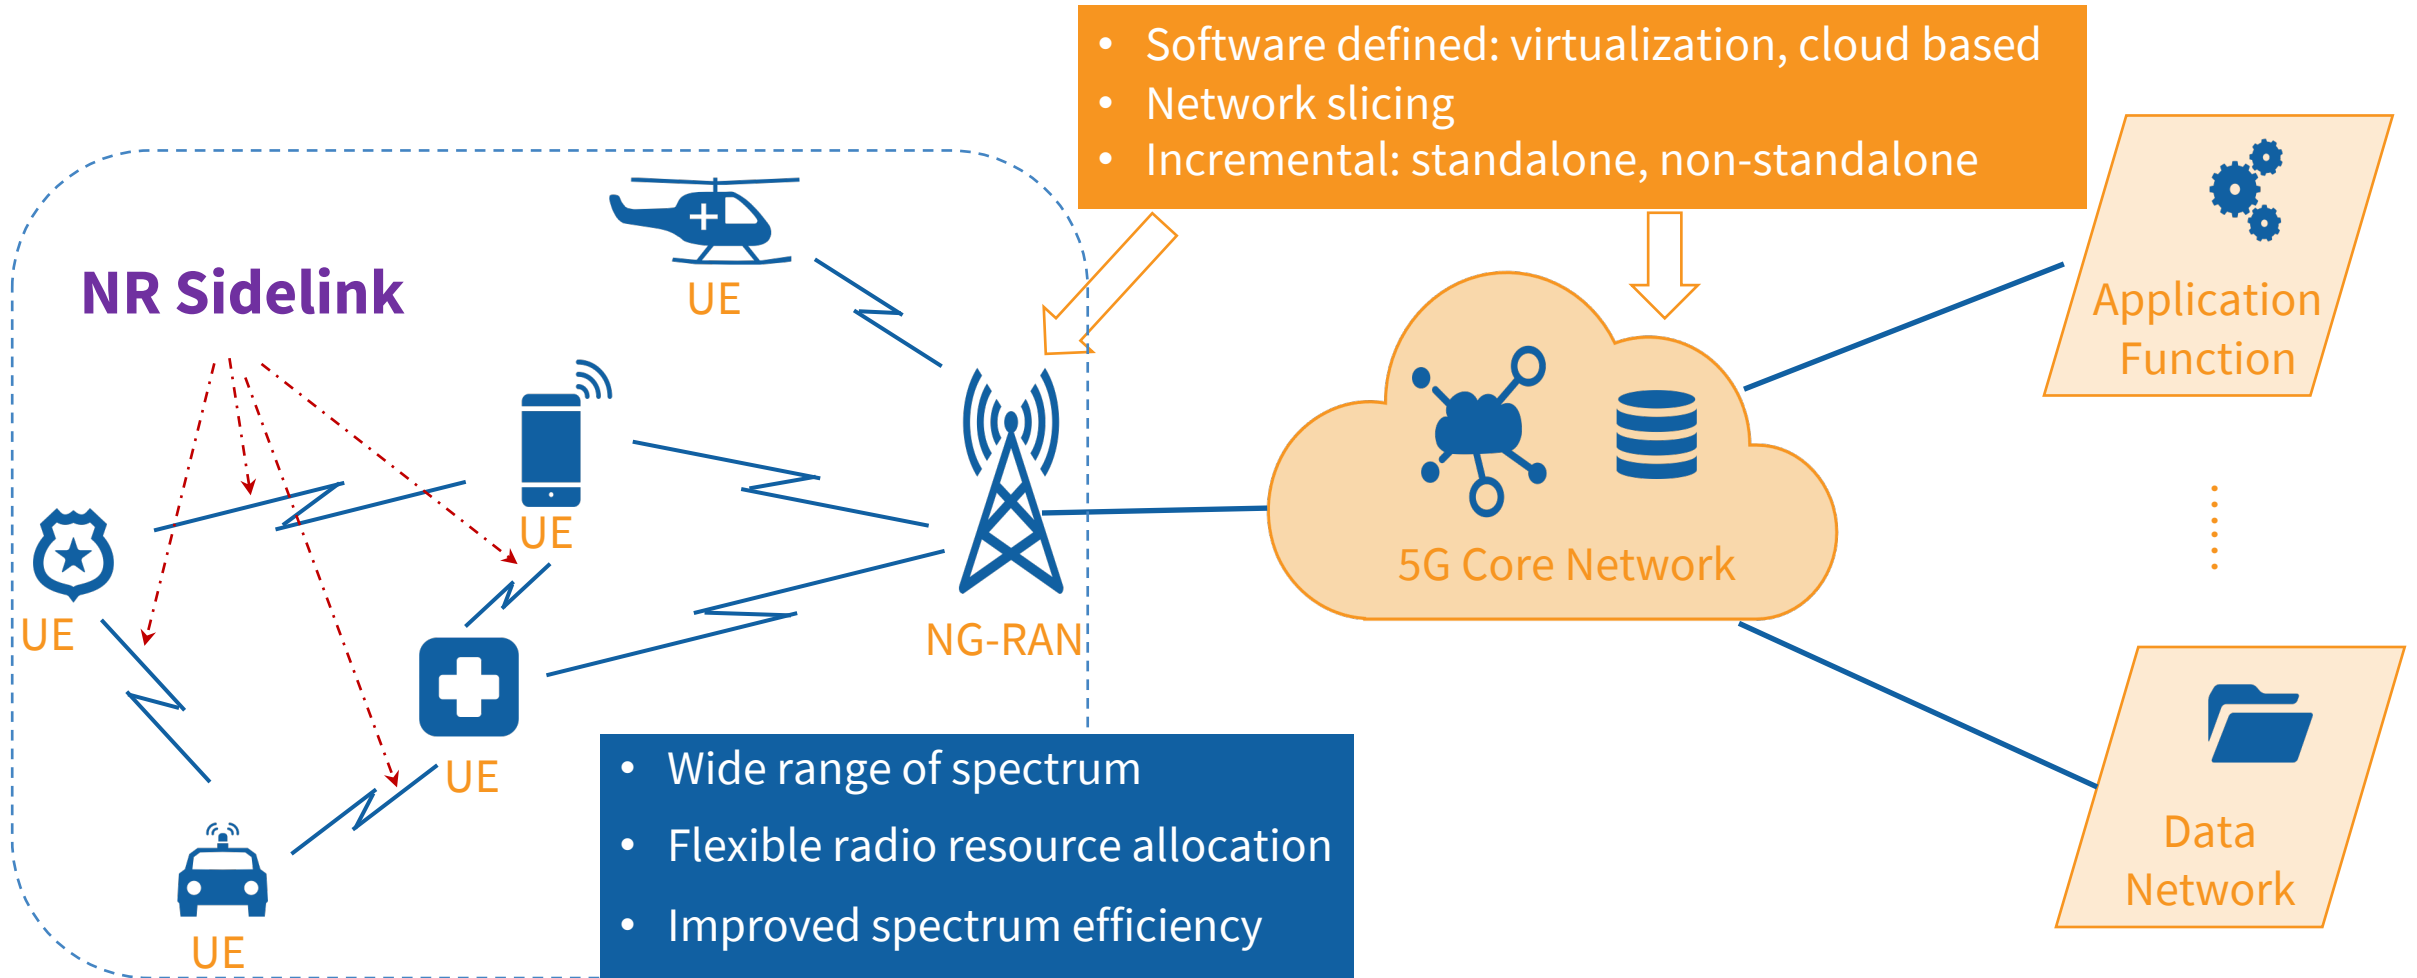 • Software defined: virtualization, cloud based
• Network slicing
• Incremental: standalone, non-standalone
NR Sidelink
UE
UE
UE
UE
UE
NG-RAN
5G Core Network
Application
Function
Data
Network
• Wide range of spectrum
• Flexible radio resource allocation
• Improved spectrum efficiency